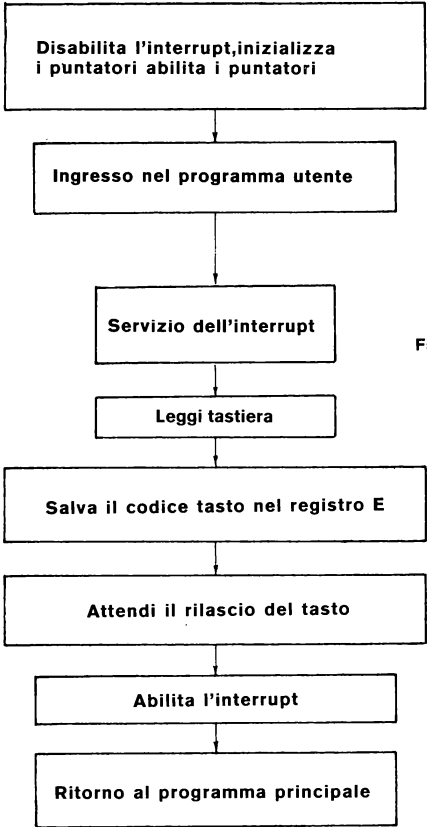 Disabilita l'interrupt,inizializza
i puntatori abilita i puntatori
Ingresso nel programma utente
Servizio dell'interrupt
F
Leggi tastiera
Salva il codice tasto nel registro E
Attendi il rilascio del tasto
Abilita l'interrupt
Ritorno al programma principale